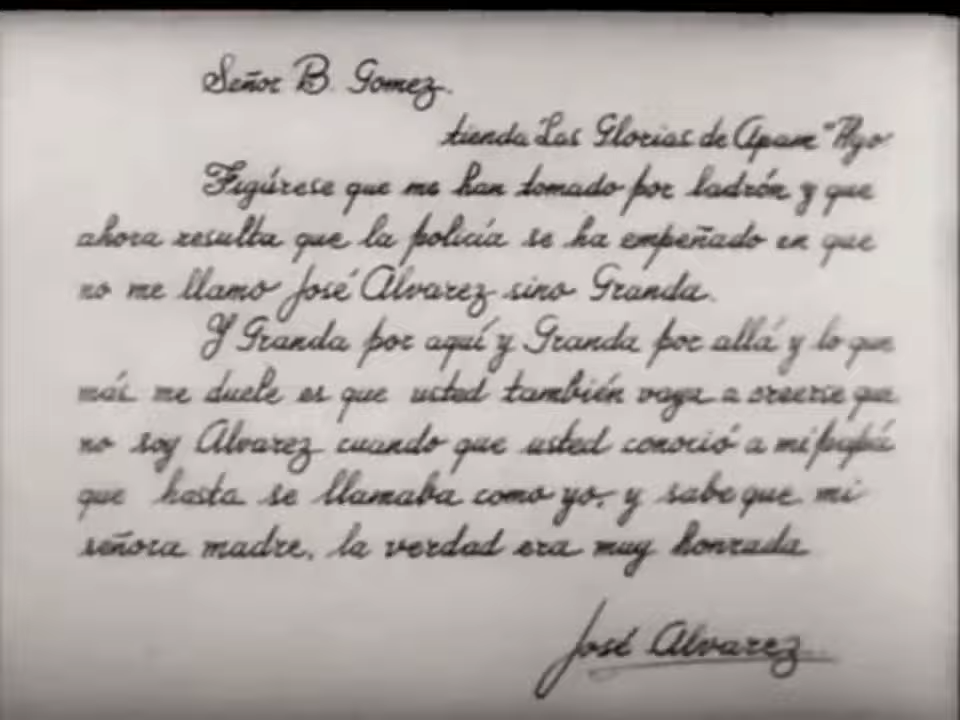 Señor B. Gomez.
tienda "Las Glorias de Apam" Hgo
Figúrese que me han tomado por ladrón y que
ahora resulta que la policía se ha empeñado en que
no me llamo José Alvarez sino Granda.
Y Granda por aquí y Granda por allá y lo que
más me duele es que usted también vaya a creerse que
no soy Alvarez cuando que usted conoció a mi papá
que hasta se llamaba como yo, y sabe que mi
señora madre, la verdad era muy honrada
José Alvarez